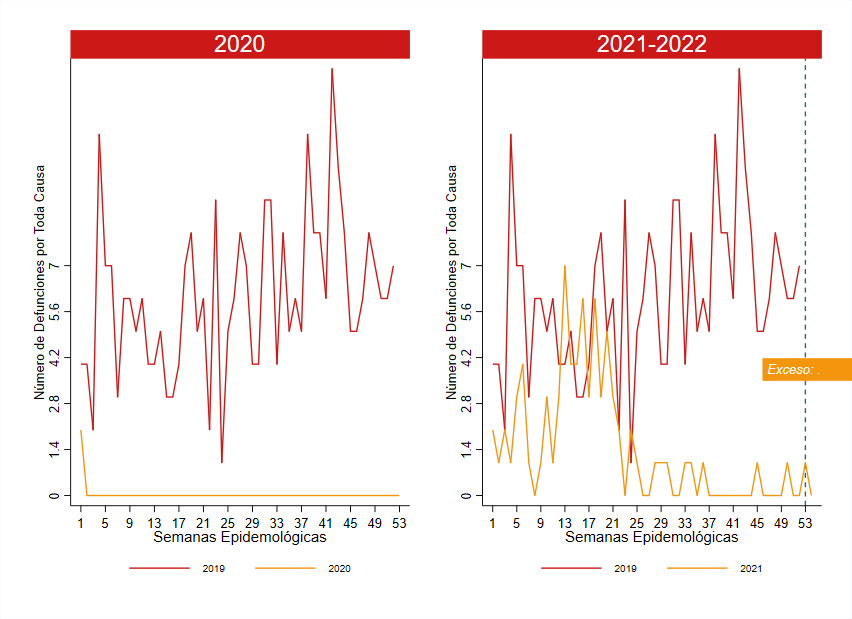 2020
Número de Defunciones por Toda Causa
7
5.6
4.2
2.8
1.4
0
1 5 9 13 17 21 25 29 33 37 41 45 49 53
Semanas Epidemológicas
2019 2020
2021-2022
Número de Defunciones por Toda Causa
7
5.6
4.2
2.8
1.4
0
Exceso: .
1 5 9 13 17 21 25 29 33 37 41 45 49 53
Semanas Epidemológicas
2019 2021